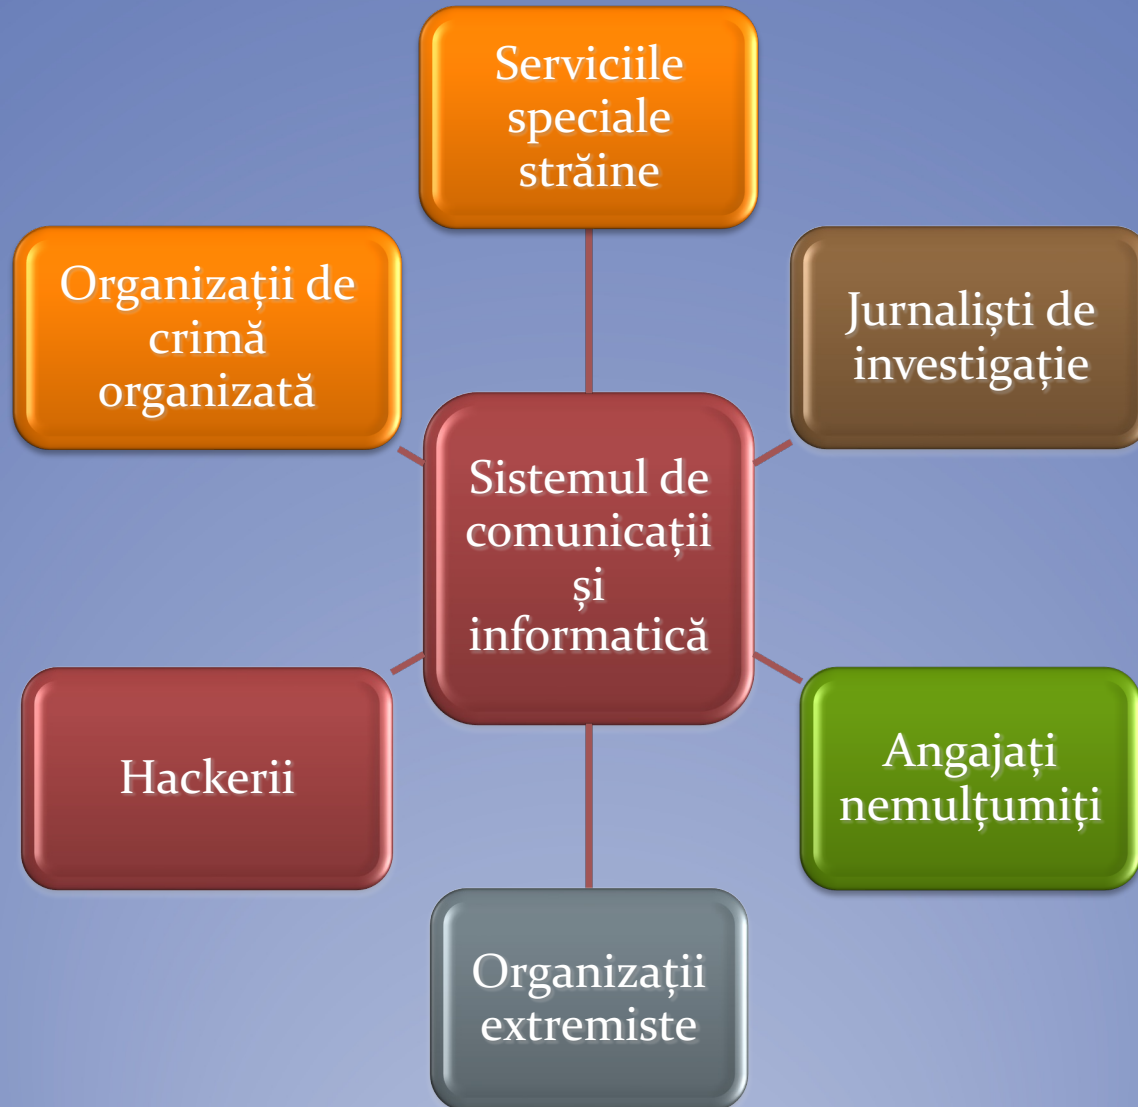 Serviciile
speciale
străine
Organizații de
crimă
organizată
Jurnaliști de
investigație
Sistemul de
comunicații
și
informatică
Hackerii
Angajați
nemulțumiți
Organizații
extremiste